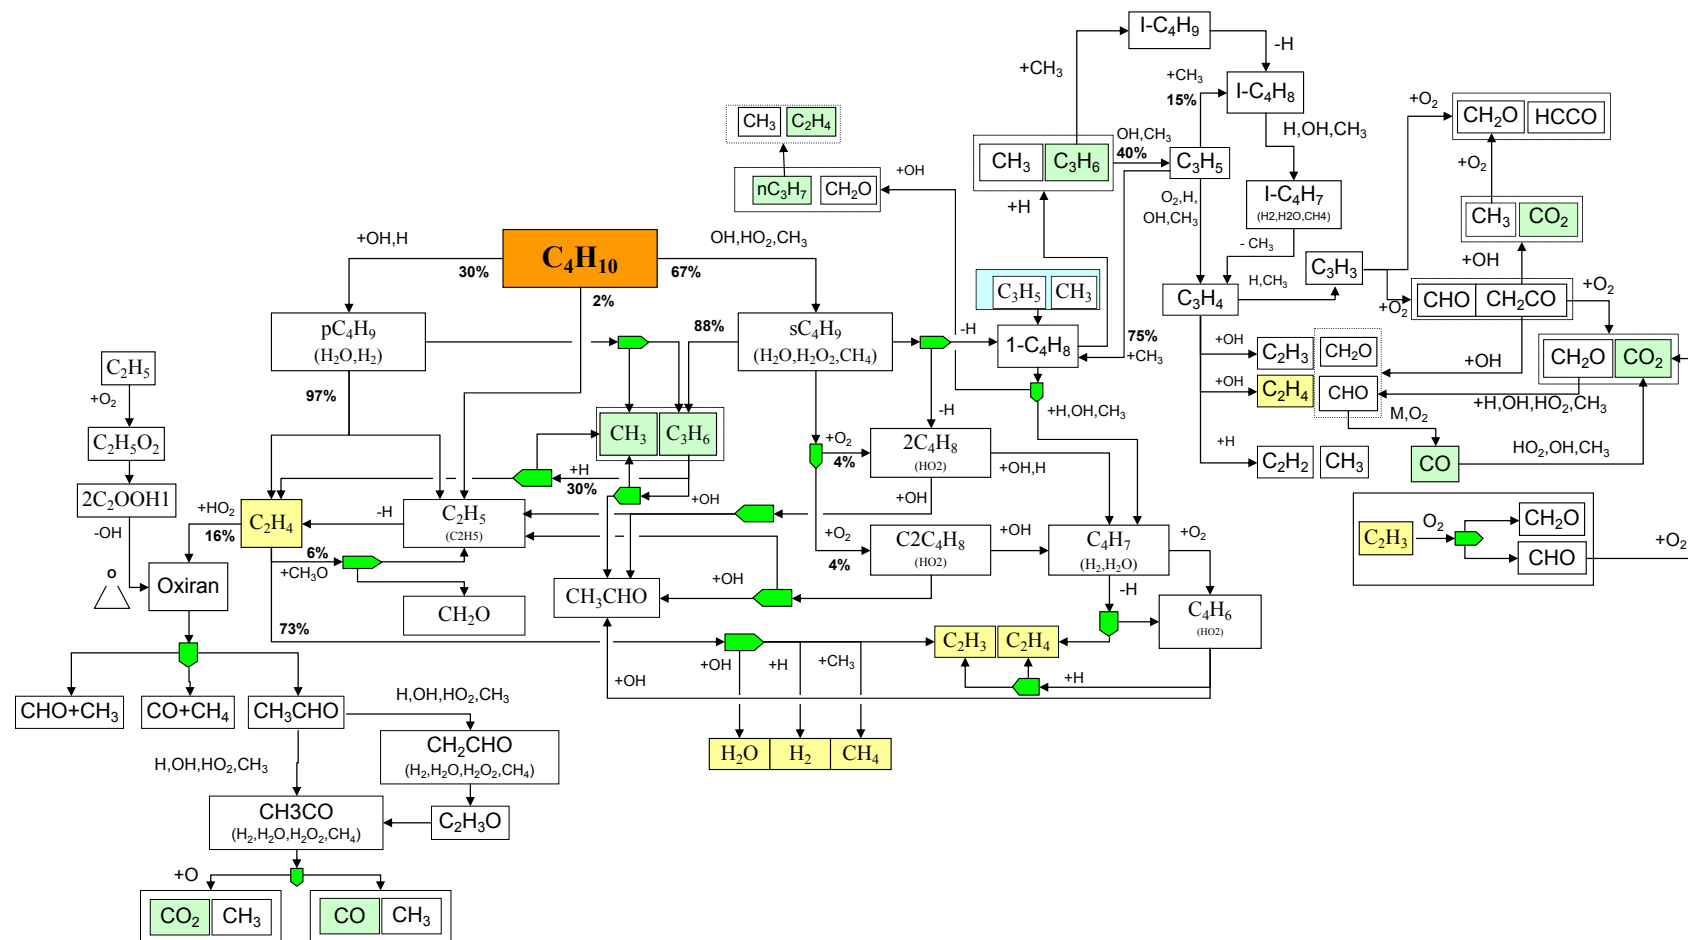 I-C₄H₉
-H
+CH₃
+CH₃
15%
I-C₄H₈
+O₂
CH₂O HCCO
CH₃ C₂H₄
H,OH,CH₃
OH,CH₃
40%
CH₃ C₃H₆
C₃H₅
+O₂
+OH
nC₃H₇ CH₂O
I-C₄H₇
(H2,H2O,CH4)
O₂,H,
OH,CH₃
+H
CH₃ CO₂
+OH,H
OH,HO₂,CH₃
C₄H₁₀
30%
67%
2%
- CH₃
C₃H₃
+OH
H,CH₃
+O₂
+O₂
C₃H₅ CH₃
C₃H₄
CHO CH₂CO
pC₄H₉
(H₂O,H₂)
88%
sC₄H₉
(H₂O,H₂O₂,CH₄)
-H
1-C₄H₈
75%
+CH₃
+OH
C₂H₃
CH₂O
+OH
CH₂O CO₂
C₂H₅
+O₂
97%
+OH
C₂H₄
CHO
+H,OH,HO₂,CH₃
M,O₂
-H
+H,OH,CH₃
C₂H₅O₂
CH₃ C₃H₆
+O₂
4%
2C₄H₈
(HO2)
+OH,H
+H
C₂H₂ CH₃
CO
HO₂,OH,CH₃
+H
30%
2C₂OOH1
+HO₂
16%
C₂H₄
-H
C₂H₅
(C2H5)
+OH
+OH
-OH
6%
+CH₃O
+O₂
4%
C2C₄H₈
(HO2)
+OH
C₄H₇
(H₂,H₂O)
+O₂
C₂H₃
O₂
CH₂O
CHO
+O₂
O
Oxiran
CH₂O
CH₃CHO
+OH
-H
C₄H₆
(HO2)
73%
+OH
+H
+CH₃
C₂H₃ C₂H₄
+OH
+H
CHO+CH₃
CO+CH₄
CH₃CHO
H,OH,HO₂,CH₃
H₂O H₂ CH₄
CH₂CHO
(H₂,H₂O,H₂O₂,CH₄)
H,OH,HO₂,CH₃
CH3CO
(H₂,H₂O,H₂O₂,CH₄)
C₂H₃O
+O
CO₂ CH₃
CO CH₃